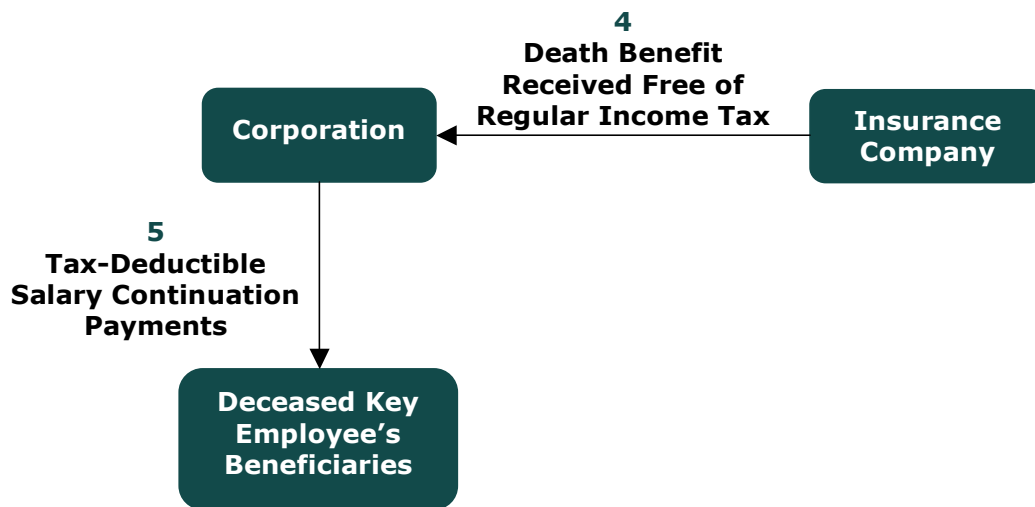 4
Death Benefit
Received Free of
Regular Income Tax
Corporation
Insurance
Company
5
Tax-Deductible
Salary Continuation
Payments
Deceased Key
Employee’s
Beneficiaries